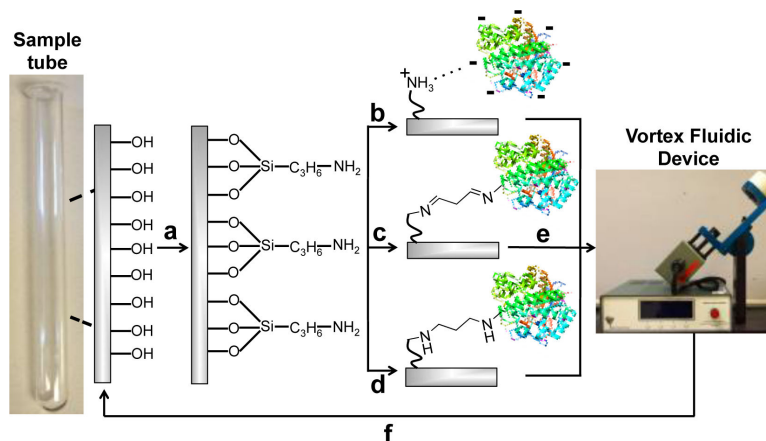 Sample
tube
OH
OH
OH
OH
OH
OH
OH
OH
OH
a
O
O
O
Si
C3H6
NH2
O
O
O
Si
C3H6
NH2
O
O
O
Si
C3H6
NH2
b
+
NH3
c
N
N
d
N
H
N
H
e
f
Vortex Fluidic
Device